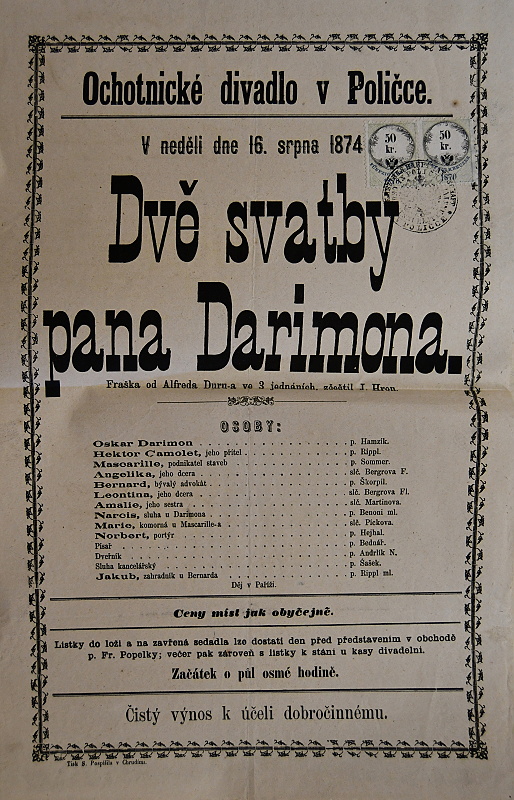 Ochotnické divadlo v Poličce.
V neděli dne 16. srpna 1874
50 kr.
50 kr.
1870
Dvě svatby
pana Darimona.
Fraška od Alfreda Duru-a ve 3 jednáních, zčeštil J. Hron.
OSOBY:
Oskar Darimon . . . p. Hamzík.
Hektor Camolet, jeho přítel . . . p. Rippl.
Mascarille, podnikatel staveb . . . p. Sommer.
Angelika, jeho dcera . . . slč. Bergrova F.
Bernard, bývalý advokát . . . p. Škorpil.
Leontina, jeho dcera . . . slč. Bergrova Fl.
Amalie, jeho sestra . . . slč. Martinova.
Narcis, sluha u Darimona . . . p. Benoni ml.
Marie, komorná u Mascarille-a . . . slč. Pickova.
Norbert, portýr . . . p. Hejhal.
Písař . . . p. Bednář.
Dveřník . . . p. Andrlík N.
Sluha kancelářský . . . p. Šašek.
Jakub, zahradník u Bernarda . . . p. Rippl ml.
Děj v Paříži.
Ceny míst jak obyčejně.
Lístky do loží a na zavřená sedadla lze dostati den před představením v obchodě
p. Fr. Popelky; večer pak zároveň s lístky k stání u kasy divadelní.
Začátek o půl osmé hodině.
Čistý výnos k účeli dobročinnému.
Tisk S. Pospíšila v Chrudimi.